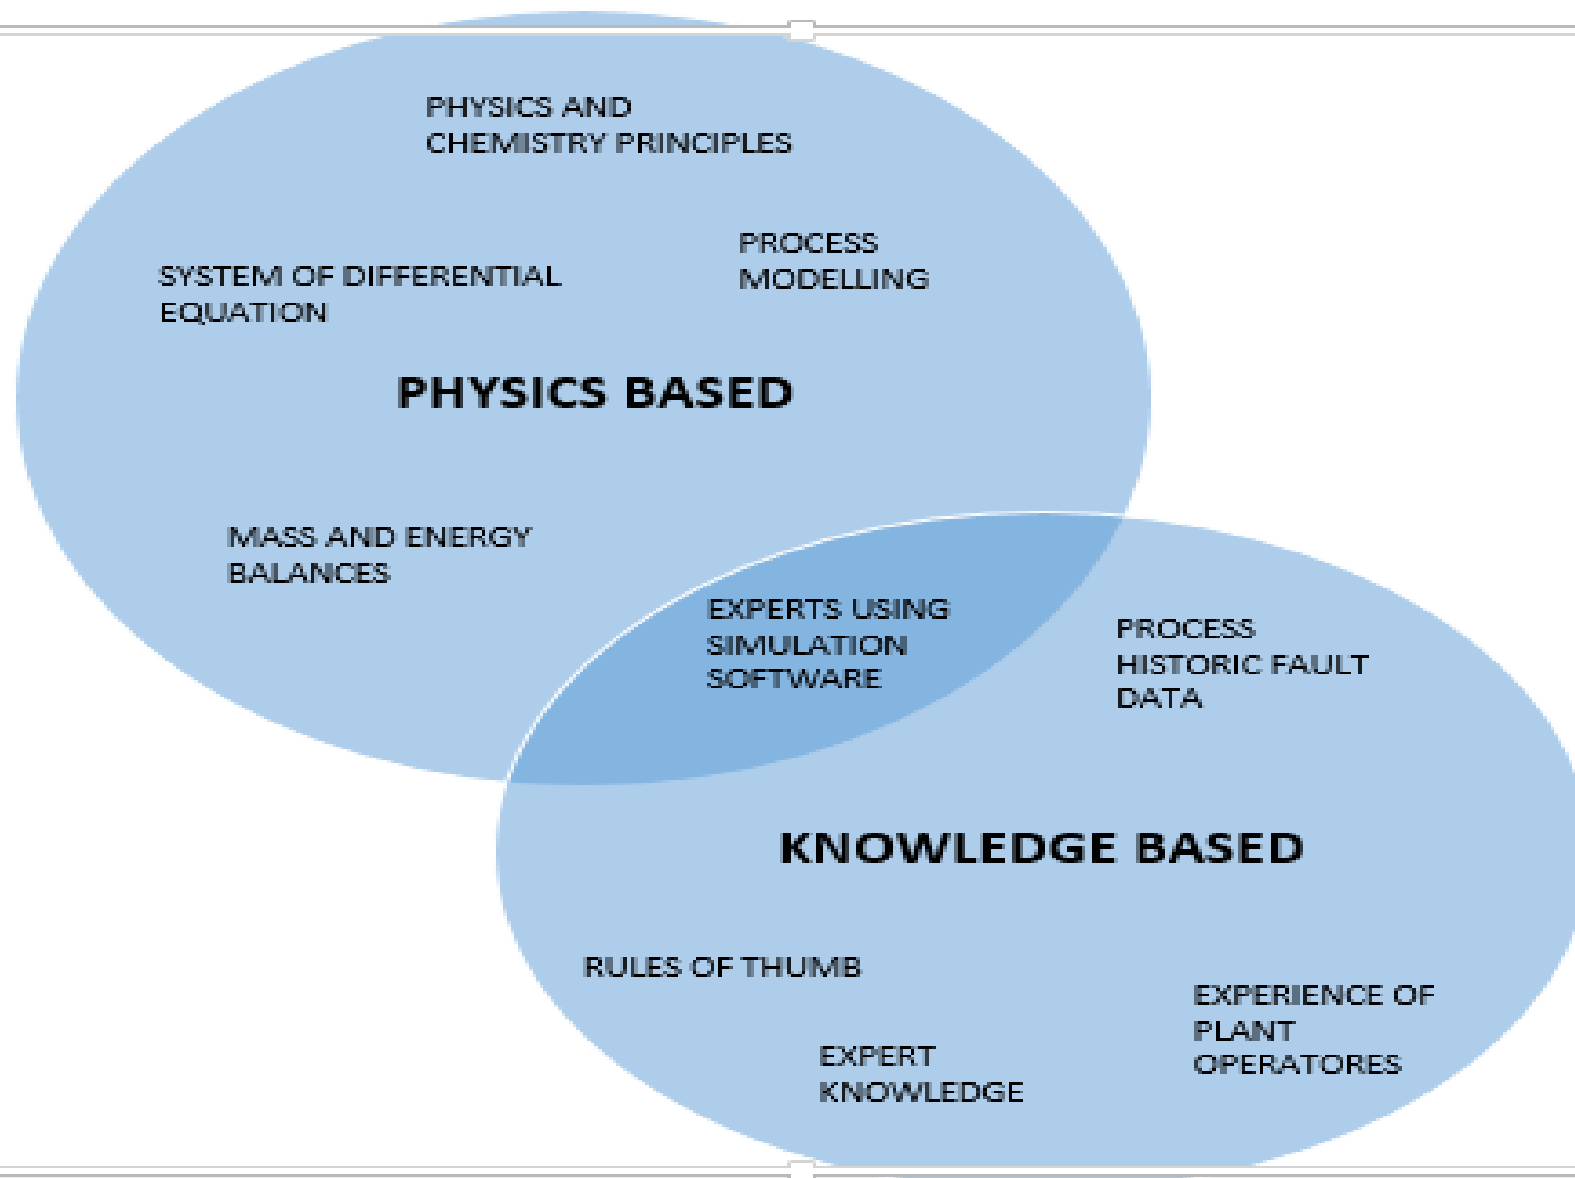 PHYSICS AND
CHEMISTRY PRINCIPLES
PROCESS
MODELLING
SYSTEM OF DIFFERENTIAL
EQUATION
PHYSICS BASED
MASS AND ENERGY
BALANCES
EXPERTS USING
SIMULATION
SOFTWARE
PROCESS
HISTORIC FAULT
DATA
KNOWLEDGE BASED
RULES OF THUMB
EXPERIENCE OF
PLANT
OPERATORES
EXPERT
KNOWLEDGE